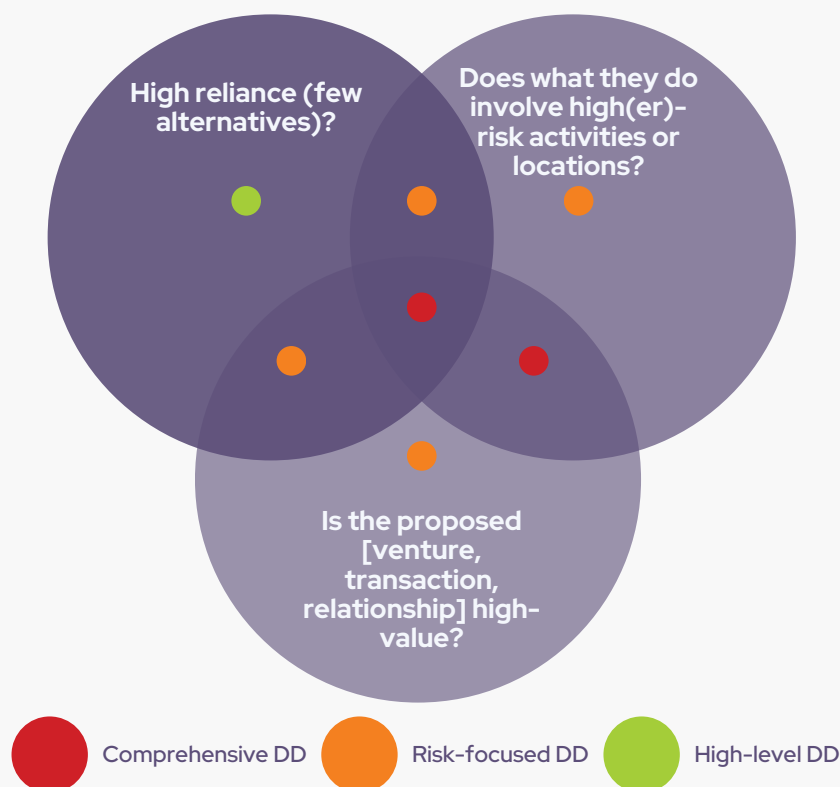 High reliance (few
alternatives)?
Does what they do
involve high(er)-
risk activities or
locations?
Is the proposed
[venture,
transaction,
relationship] high-
value?
Comprehensive DD
Risk-focused DD
High-level DD